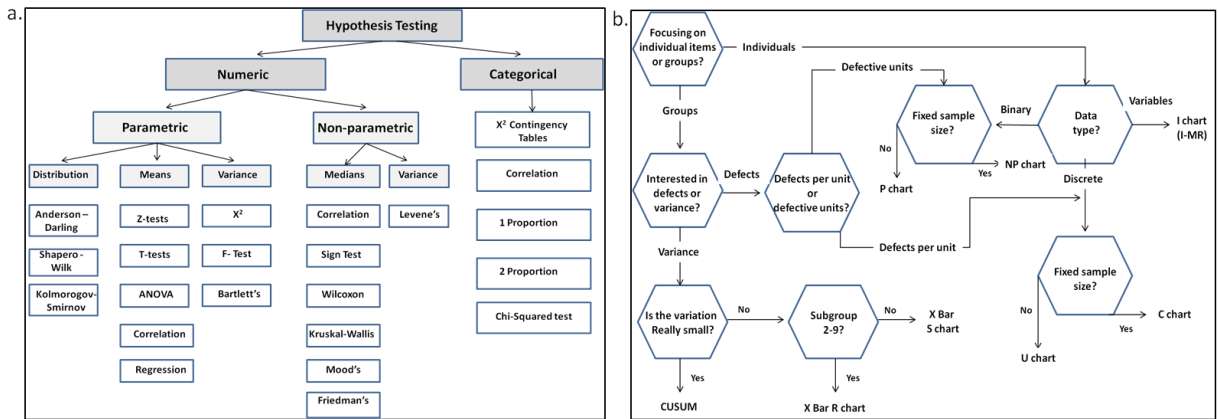 a.
Hypothesis Testing
Numeric
Categorical
Parametric
Non-parametric
X² Contingency
Tables
Distribution
Means
Variance
Medians
Variance
Correlation
Anderson –
Darling
Z-tests
X²
Correlation
Levene's
1 Proportion
Shapero -
Wilk
T-tests
F- Test
Sign Test
2 Proportion
Kolmorogov-
Smirnov
ANOVA
Bartlett's
Wilcoxon
Chi-Squared test
Correlation
Kruskal-Wallis
Regression
Mood's
Friedman's
b.
Focusing on
individual items
or groups?
Individuals
Defective units
Groups
Fixed sample
size?
Binary
Data
type?
Variables
I chart
(I-MR)
No
Yes
NP chart
P chart
Discrete
Interested in
defects or
variance?
Defects
Defects per unit
or
defective units?
Defects per unit
Variance
Fixed sample
size?
Is the variation
Really small?
No
Subgroup
2-9?
No
X Bar
S chart
No
Yes
C chart
U chart
Yes
Yes
CUSUM
X Bar R chart